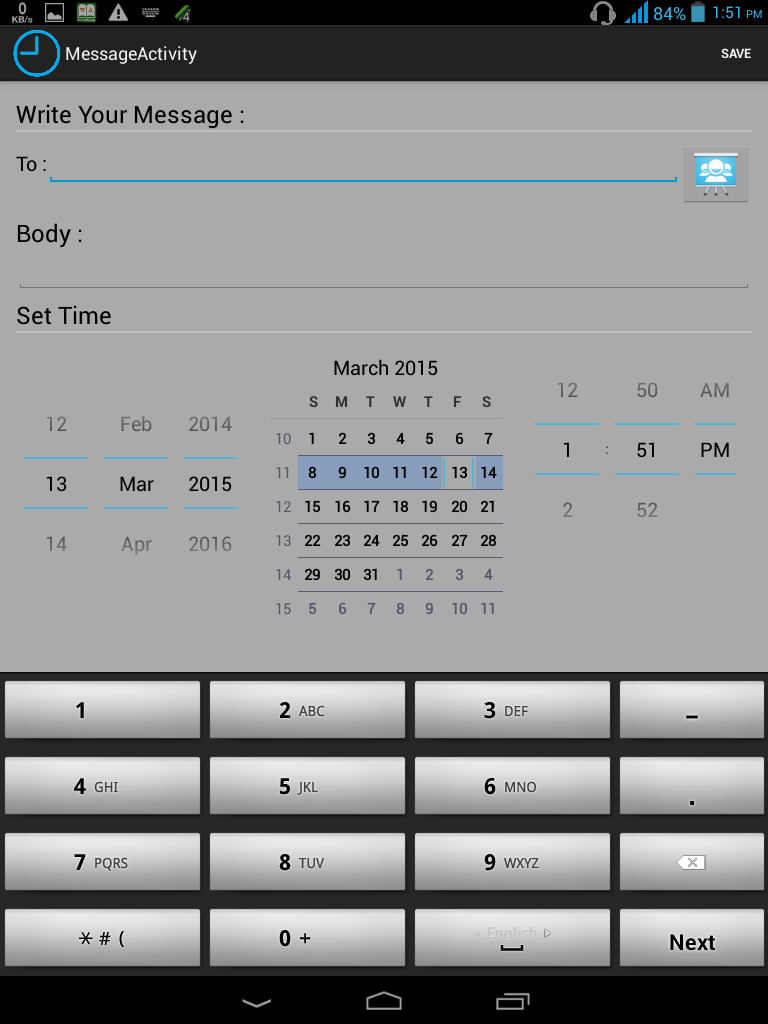 0 KB/s 4 84% 1:51 PM
MessageActivity SAVE
Write Your Message :
To :
Body :
Set Time
March 2015
S M T W T F S
12 Feb 2014
13 Mar 2015
14 Apr 2016
10 1 2 3 4 5 6 7
11 8 9 10 11 12 13 14
12 15 16 17 18 19 20 21
13 22 23 24 25 26 27 28
14 29 30 31 1 2 3 4
15 5 6 7 8 9 10 11
12 50 AM
1 : 51 PM
2 52
1 2 ABC 3 DEF –
4 GHI 5 JKL 6 MNO .
7 PQRS 8 TUV 9 WXYZ
* # ( 0 + English Next